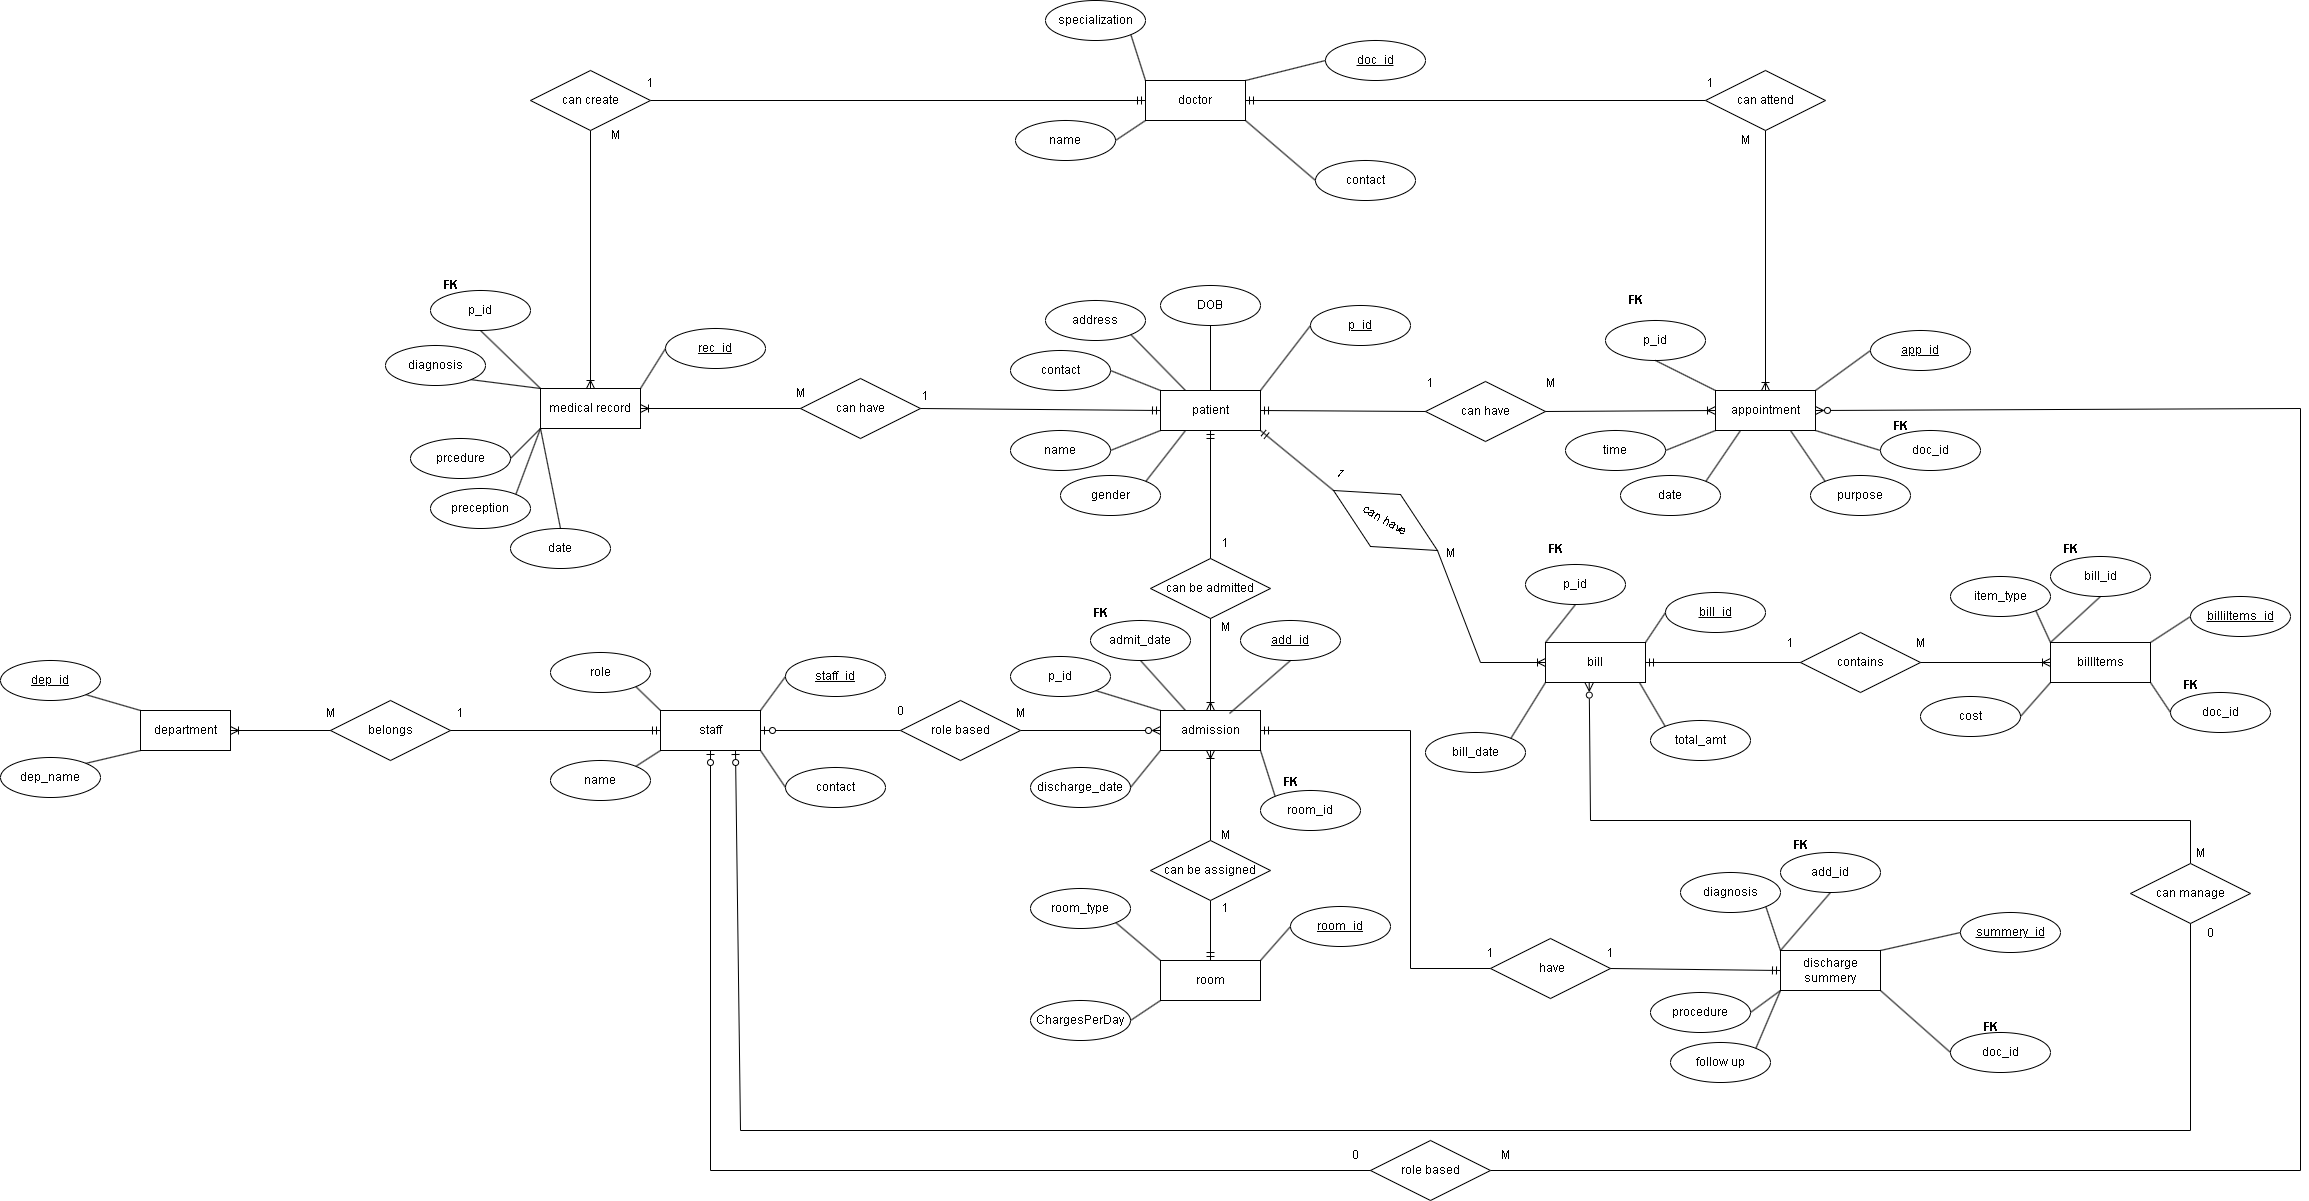 specialization
doc_id
can create
1
doctor
1
can attend
M
M
name
contact
FK
p_id
diagnosis
rec_id
medical record
prcedure
preception
date
M
can have
1
DOB
address
p_id
contact
patient
name
gender
1
can have
M
FK
p_id
app_id
appointment
FK
time
doc_id
date
purpose
1
can have
M
1
can be admitted
M
FK
p_id
bill_id
bill
bill_date
total_amt
1
contains
M
FK
bill_id
item_type
billiItems_id
billItems
FK
cost
doc_id
dep_id
department
dep_name
M
belongs
1
role
staff_id
staff
name
contact
0
role based
M
FK
admit_date
add_id
p_id
admission
discharge_date
FK
room_id
M
can be assigned
1
room_type
room_id
room
ChargesPerDay
1
have
1
FK
add_id
diagnosis
summery_id
discharge
summery
procedure
FK
follow up
doc_id
M
can manage
0
0
role based
M